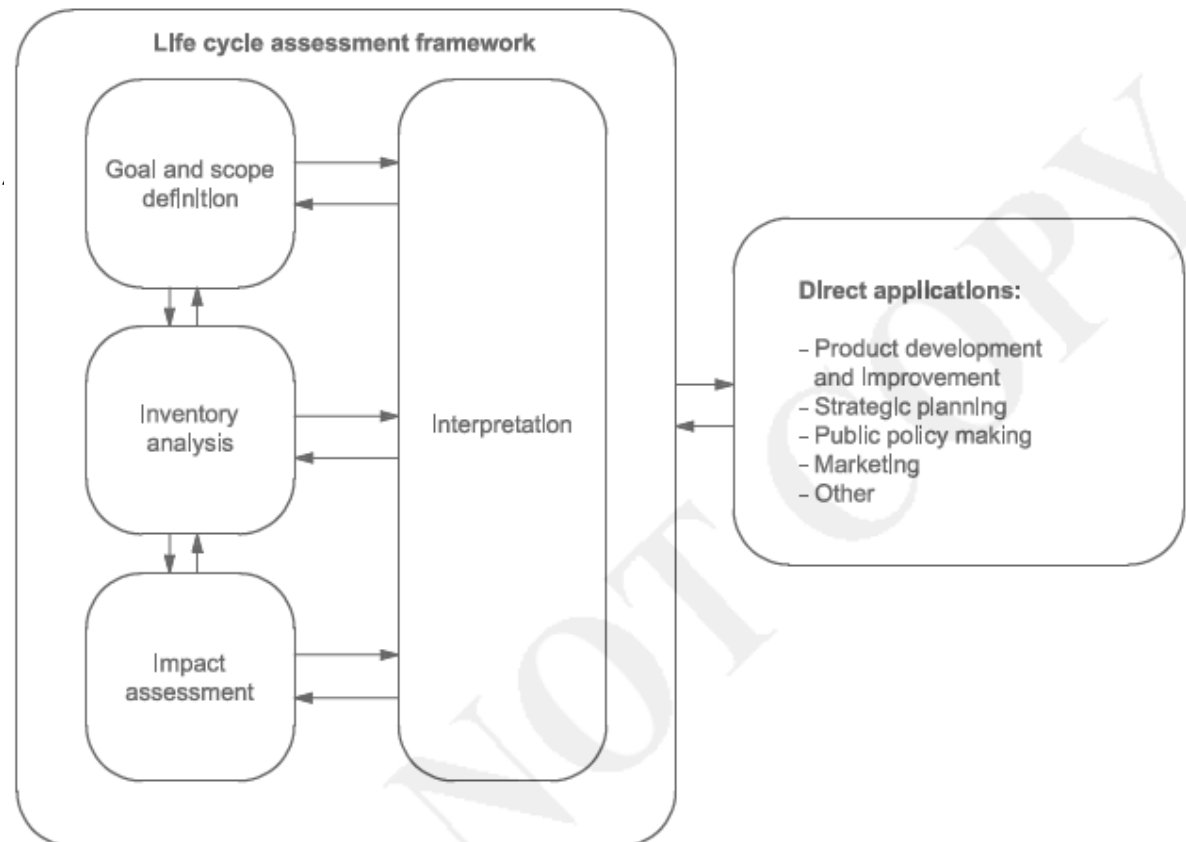 Life cycle assessment framework
Goal and scope
definition
Inventory
analysis
Impact
assessment
Interpretation
Direct applications:
– Product development
and Improvement
– Strategic planning
– Public policy making
– Marketing
– Other
NOT COPY